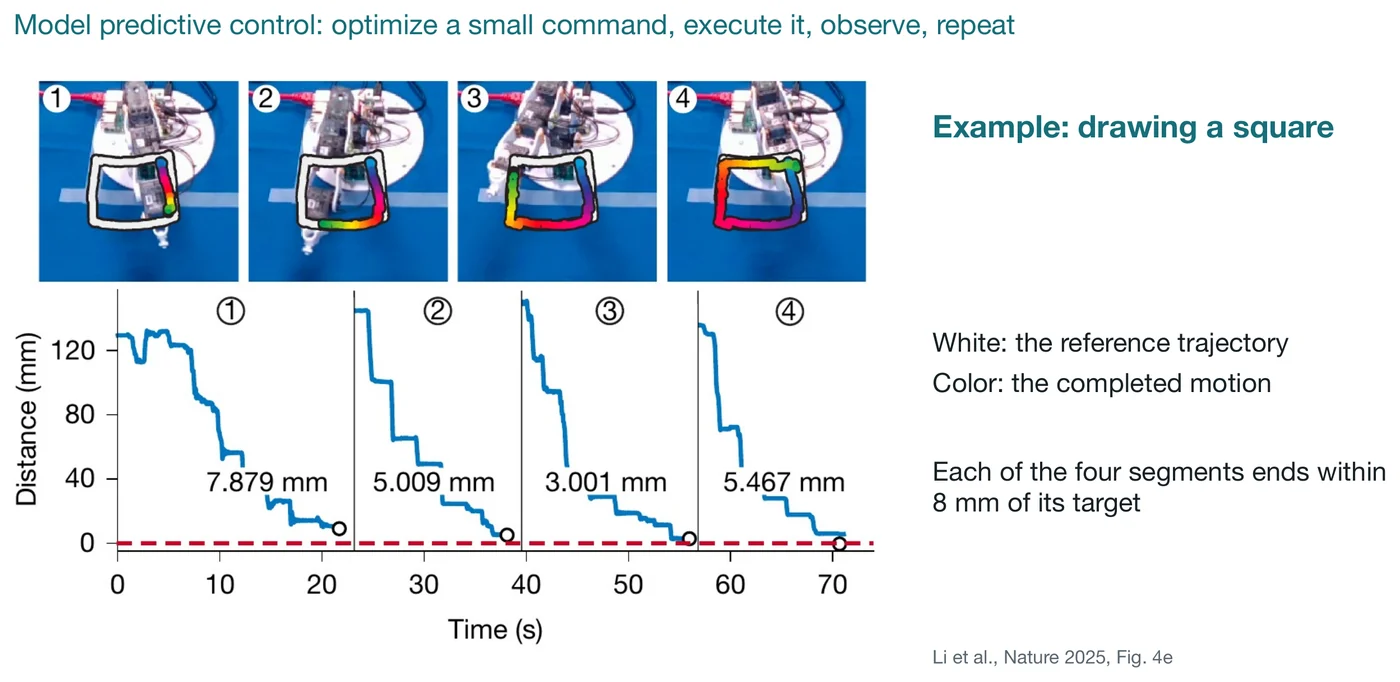 Model predictive control: optimize a small command, execute it, observe, repeat
1
2
3
4
Example: drawing a square
White: the reference trajectory
Color: the completed motion
Each of the four segments ends within
8 mm of its target
Distance (mm)
120
80
40
0
①
②
③
④
7.879 mm
5.009 mm
3.001 mm
5.467 mm
0
10
20
30
40
50
60
70
Time (s)
Li et al., Nature 2025, Fig. 4e